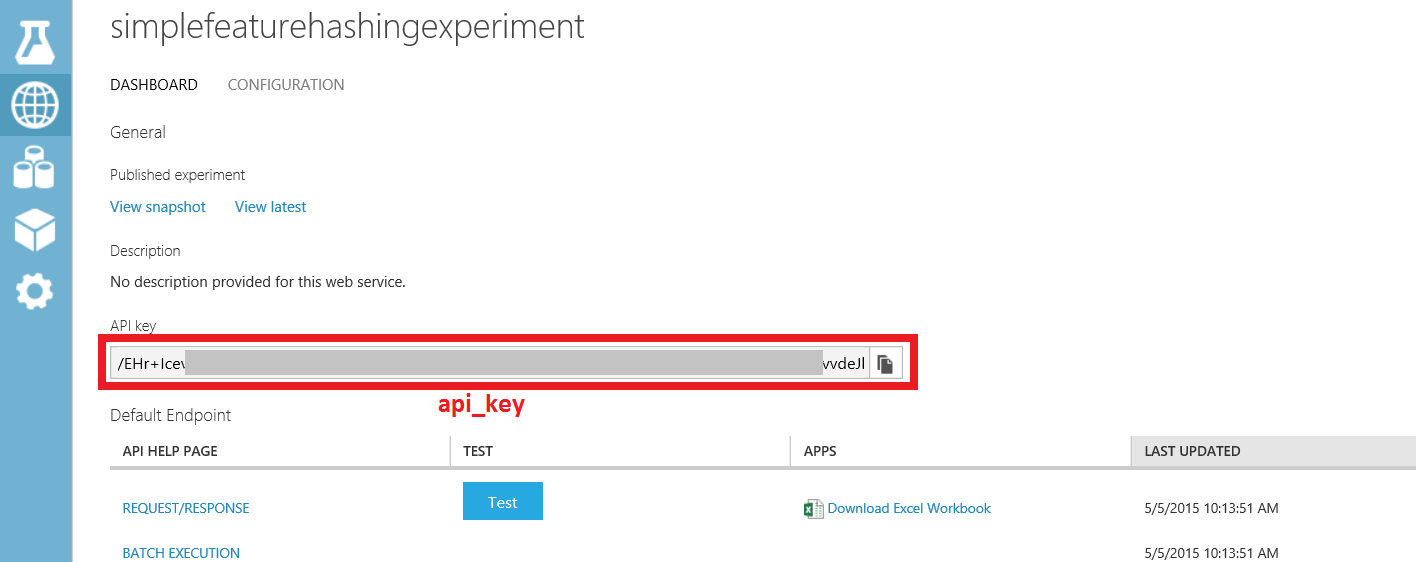 simplefeaturehashingexperiment
DASHBOARD CONFIGURATION
General
Published experiment
View snapshot View latest
Description
No description provided for this web service.
API key
/EHr+Icev vvdeJl
api_key
Default Endpoint
API HELP PAGE TEST APPS LAST UPDATED
REQUEST/RESPONSE Test Download Excel Workbook 5/5/2015 10:13:51 AM
BATCH EXECUTION 5/5/2015 10:13:51 AM